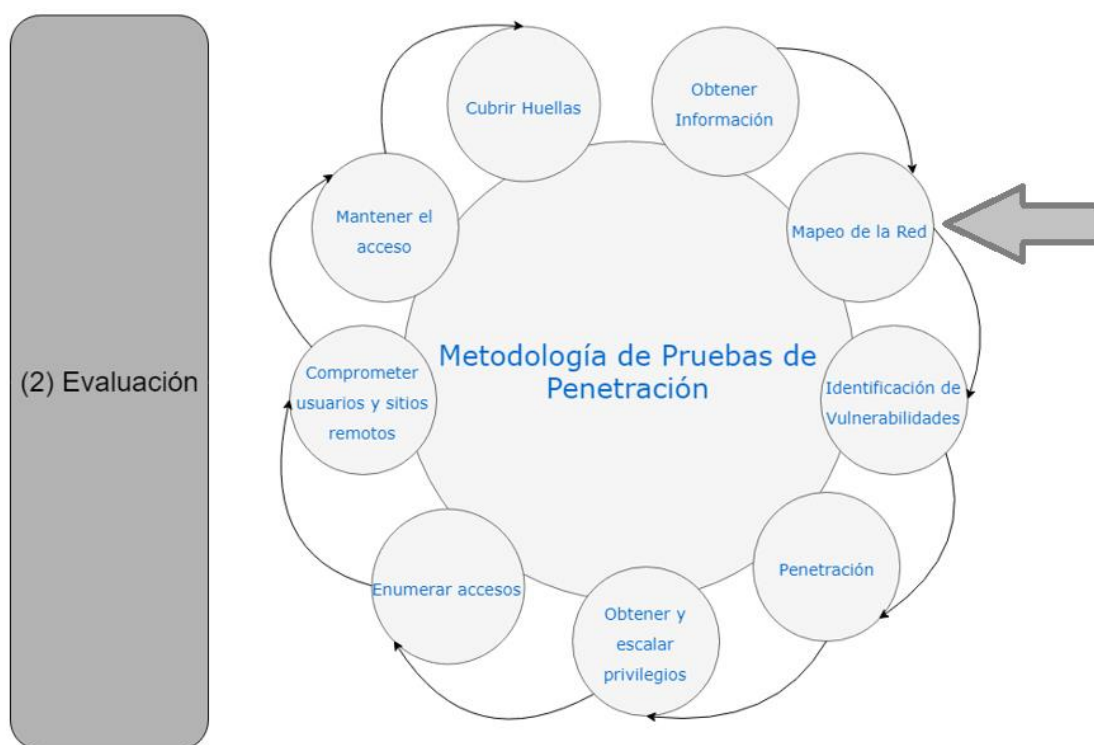 (2) Evaluación
Metodología de Pruebas de
Penetración
Obtener
Información
Mapeo de la Red
Identificación de
Vulnerabilidades
Penetración
Obtener y
escalar
privilegios
Enumerar accesos
Comprometer
usuarios y sitios
remotos
Mantener el
acceso
Cubrir Huellas